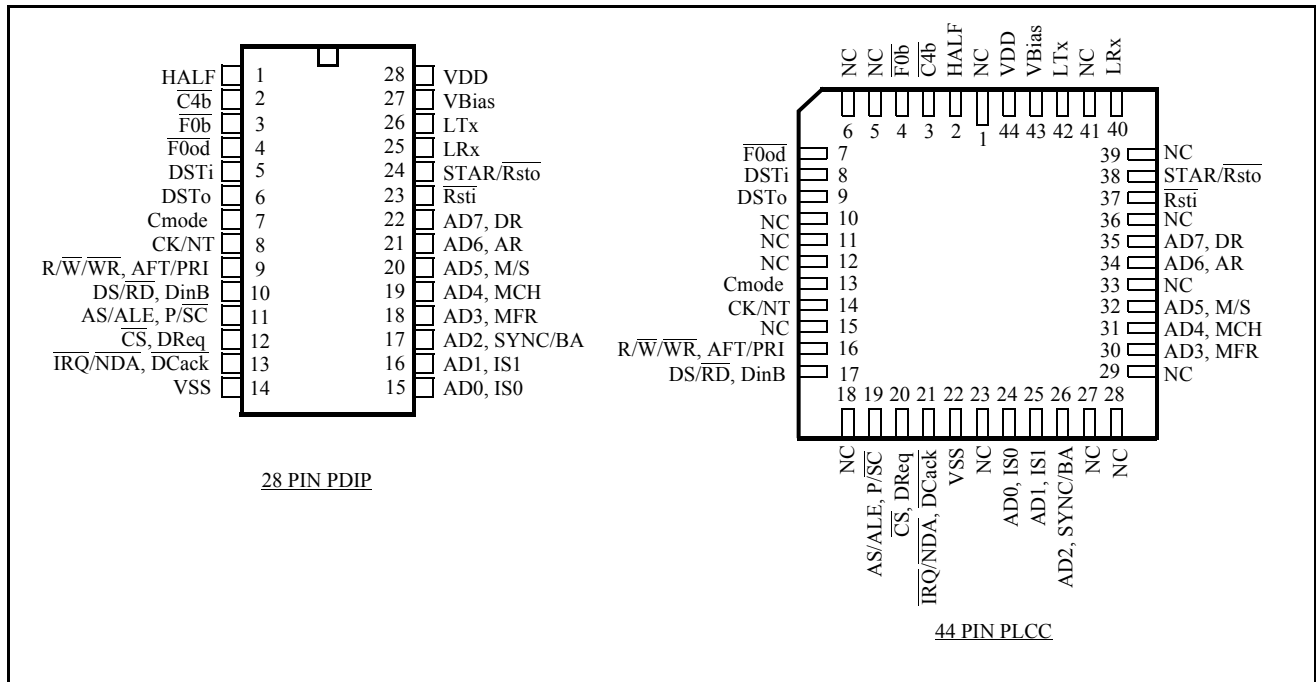 HALF 1 28 VDD
C4b 2 27 VBias
F0b 3 26 LTx
F0od 4 25 LRx
DSTi 5 24 STAR/Rsto
DSTo 6 23 Rsti
Cmode 7 22 AD7, DR
CK/NT 8 21 AD6, AR
R/W/WR, AFT/PRI 9 20 AD5, M/S
DS/RD, DinB 10 19 AD4, MCH
AS/ALE, P/SC 11 18 AD3, MFR
CS, DReq 12 17 AD2, SYNC/BA
IRQ/NDA, DCack 13 16 AD1, IS1
VSS 14 15 AD0, IS0
28 PIN PDIP
NC NC F0b C4b HALF NC VDD VBias LTx NC LRx
6 5 4 3 2 1 44 43 42 41 40
F0od 7 39 NC
DSTi 8 38 STAR/Rsto
DSTo 9 37 Rsti
NC 10 36 NC
NC 11 35 AD7, DR
NC 12 34 AD6, AR
Cmode 13 33 NC
CK/NT 14 32 AD5, M/S
NC 15 31 AD4, MCH
R/W/WR, AFT/PRI 16 30 AD3, MFR
DS/RD, DinB 17 29 NC
18 19 20 21 22 23 24 25 26 27 28
NC
AS/ALE, P/SC
CS, DReq
IRQ/NDA, DCack
VSS
NC
AD0, IS0
AD1, IS1
AD2, SYNC/BA
NC
NC
44 PIN PLCC